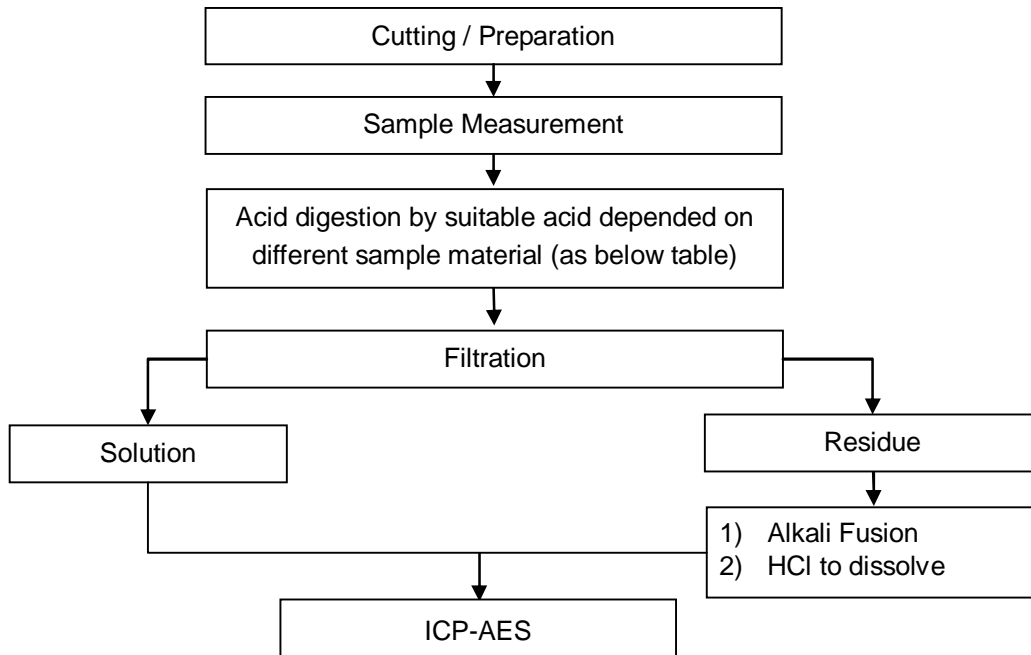 Cutting / Preparation
Sample Measurement
Acid digestion by suitable acid depended on
different sample material (as below table)
Filtration
Solution
Residue
1) Alkali Fusion
2) HCl to dissolve
ICP-AES